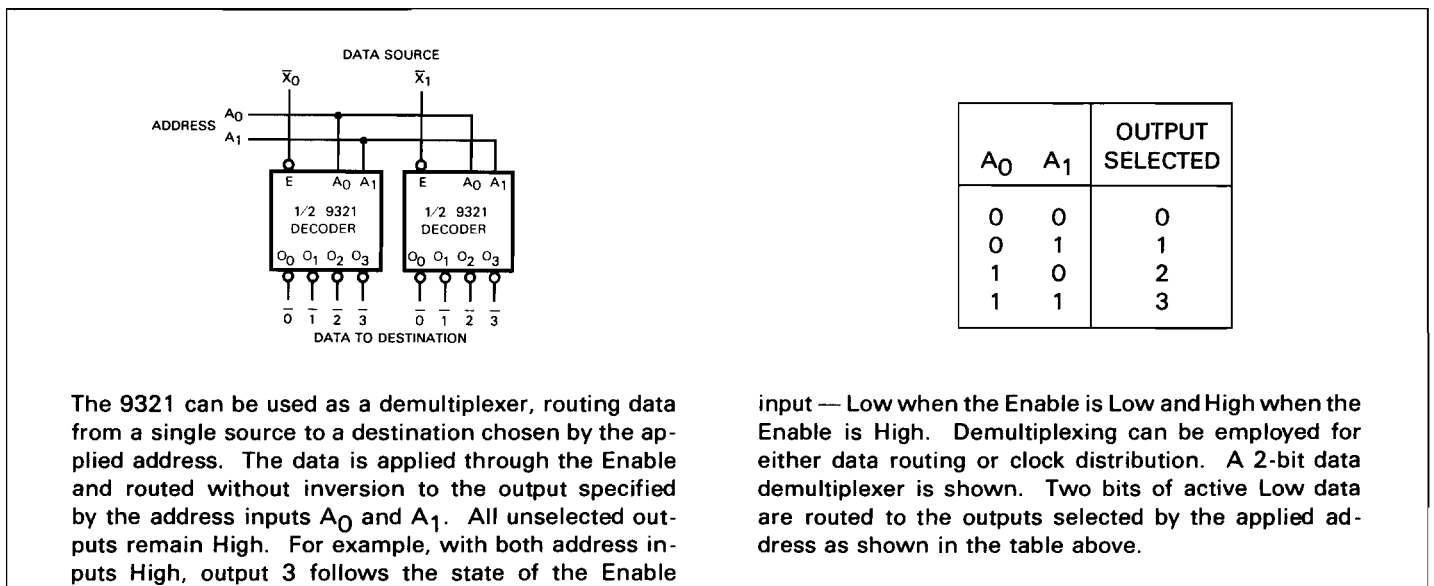 DATA SOURCE
X̅0 X̅1
ADDRESS A0
A1
E A0 A1 E A0 A1
1/2 9321 1/2 9321
DECODER DECODER
O0 O1 O2 O3 O0 O1 O2 O3
0̅ 1̅ 2̅ 3̅ 0̅ 1̅ 2̅ 3̅
DATA TO DESTINATION
A0 A1 OUTPUT
SELECTED
0 0 0
0 1 1
1 0 2
1 1 3
The 9321 can be used as a demultiplexer, routing data
from a single source to a destination chosen by the ap-
plied address. The data is applied through the Enable
and routed without inversion to the output specified
by the address inputs A0 and A1. All unselected out-
puts remain High. For example, with both address in-
puts High, output 3 follows the state of the Enable
input — Low when the Enable is Low and High when the
Enable is High. Demultiplexing can be employed for
either data routing or clock distribution. A 2-bit data
demultiplexer is shown. Two bits of active Low data
are routed to the outputs selected by the applied ad-
dress as shown in the table above.